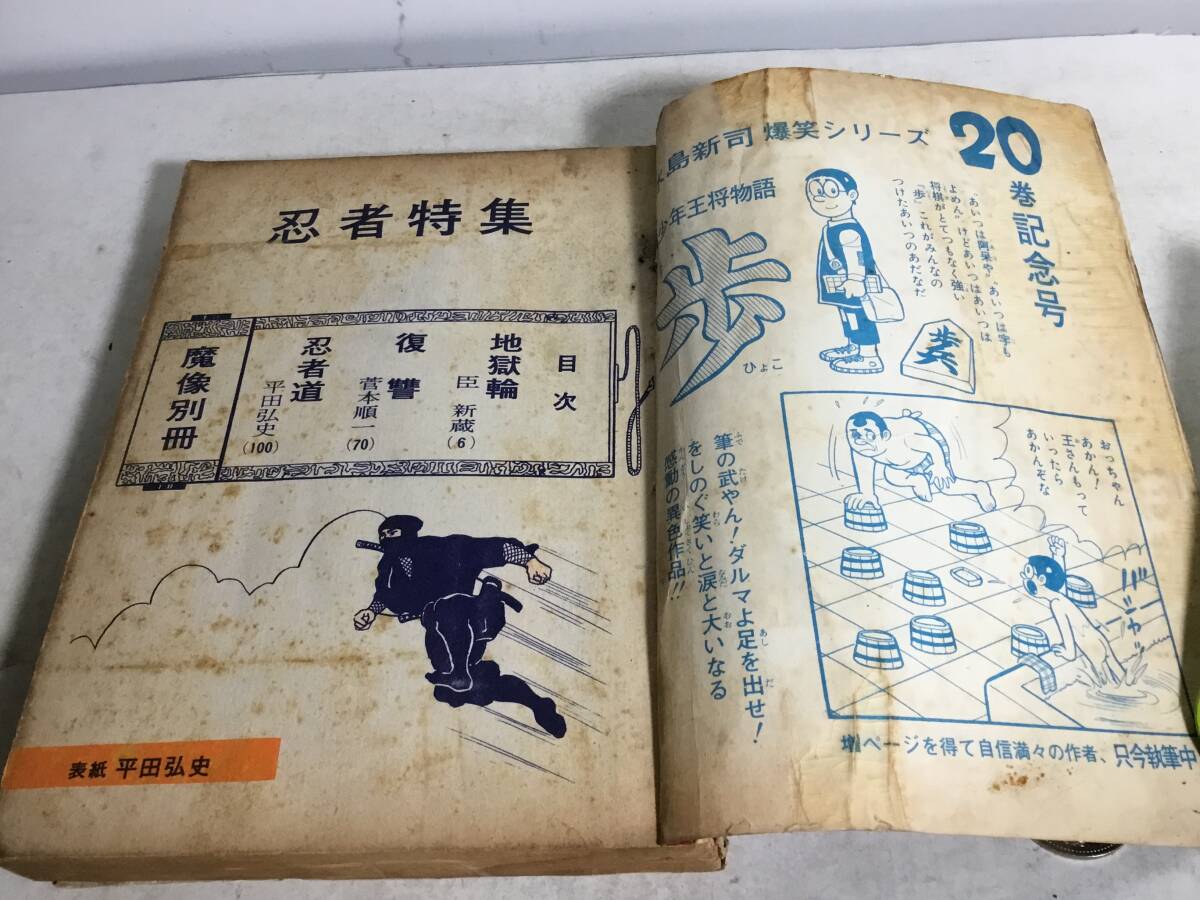 忍者特集
目次
地獄輪
臣 新蔵(6)
復讐
菅本順一(70)
忍者道
平田弘史(100)
魔像別冊
表紙 平田弘史
島新司 爆笑シリーズ
20
巻記念号
少年王将物語
歩
ひょこ
"あいつは阿呆や""あいつは字も
よめん"けどあいつはあいつは
将棋がとてつもなく強い
『歩』これがみんなの
つけたあいつのあだなだ
歩兵
おっちゃん
あかん!
王さんもって
いったら
あかんぞな
筆の武やん!ダルマよ足を出せ!
をしのぐ笑いと涙と大いなる
感動の異色作品!!
増ページを得て自信満々の作者、只今執筆中